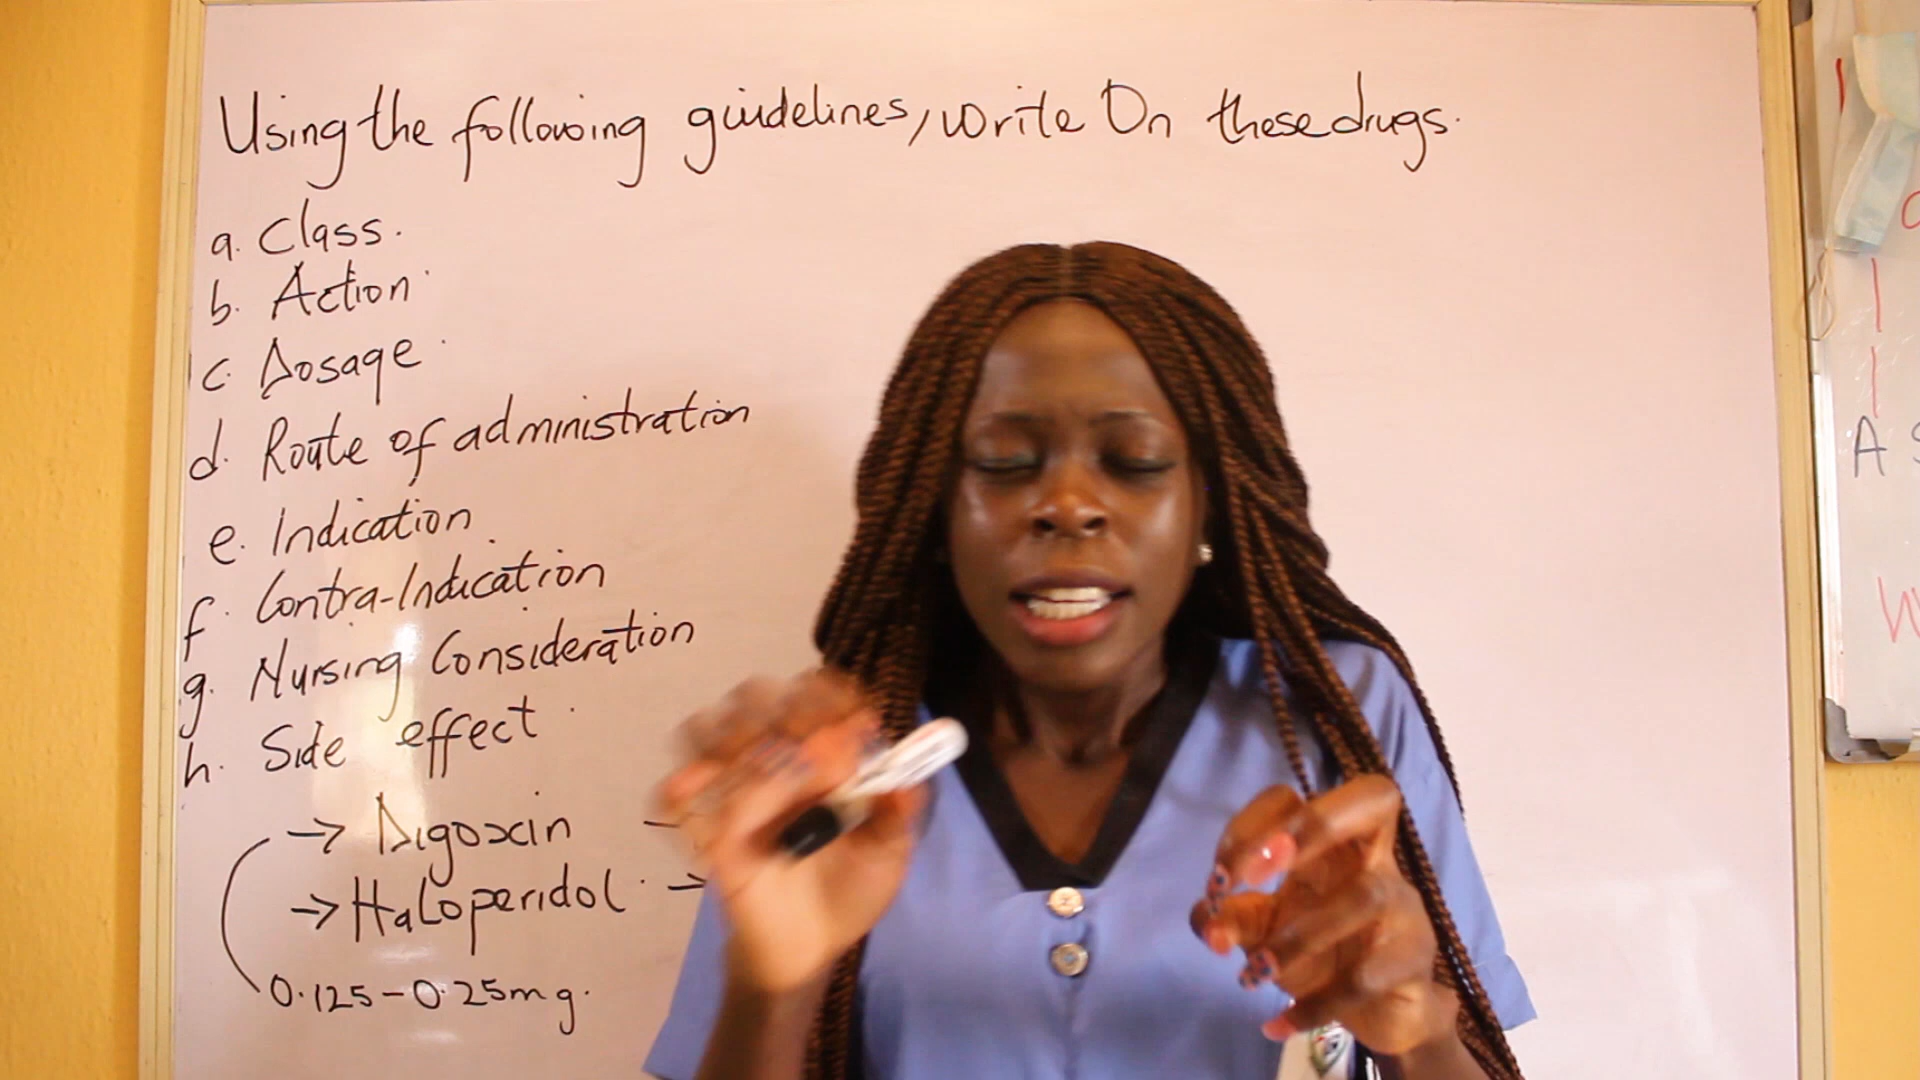 Using the following guidelines, write On these drugs.
a. Class.
b. Action
c. Dosage
d. Route of administration
e. Indication
f. Contra-Indication
g. Nursing Consideration
h. Side effect
→ Digoxin -
→ Haloperidol →
0.125-0.25mg.
A